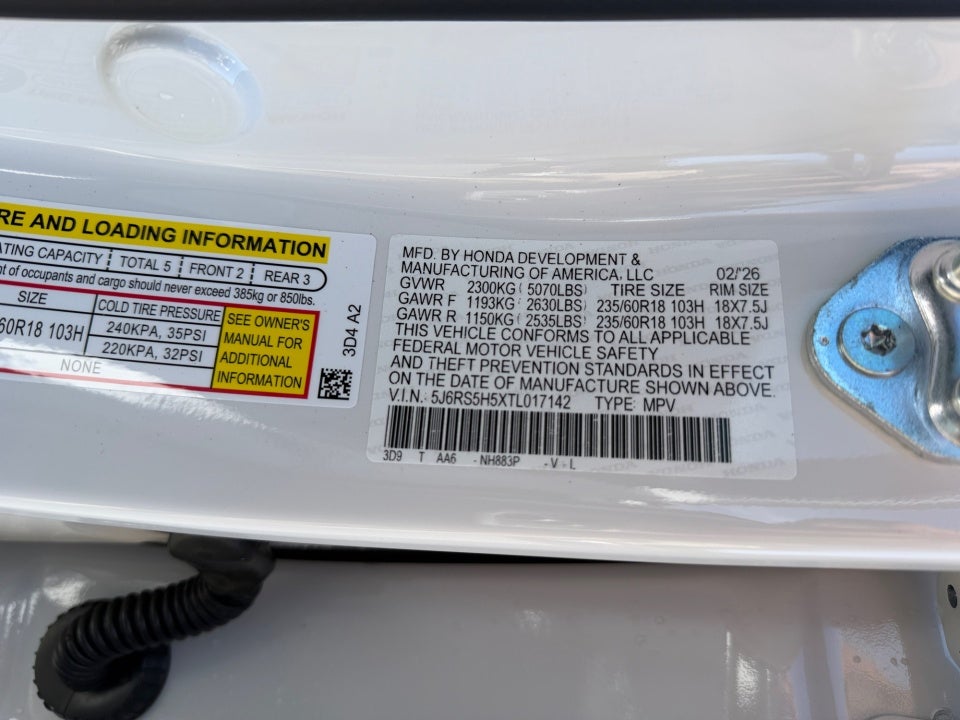 RE AND LOADING INFORMATION
ATING CAPACITY TOTAL 5 FRONT 2 REAR 3
of occupants and cargo should never exceed 385kg or 850lbs.
SIZE COLD TIRE PRESSURE
60R18 103H 240KPA, 35PSI
220KPA, 32PSI
NONE
SEE OWNER'S
MANUAL FOR
ADDITIONAL
INFORMATION
3D4 A2
MFD. BY HONDA DEVELOPMENT &
MANUFACTURING OF AMERICA, LLC 02/'26
GVWR 2300KG( 5070LBS) TIRE SIZE RIM SIZE
GAWR F 1193KG( 2630LBS) 235/60R18 103H 18X7.5J
GAWR R 1150KG( 2535LBS) 235/60R18 103H 18X7.5J
THIS VEHICLE CONFORMS TO ALL APPLICABLE
FEDERAL MOTOR VEHICLE SAFETY
AND THEFT PREVENTION STANDARDS IN EFFECT
ON THE DATE OF MANUFACTURE SHOWN ABOVE.
V.I.N.: 5J6RS5H5XTL017142 TYPE: MPV
3D9 T AA6 - NH883P - V - L